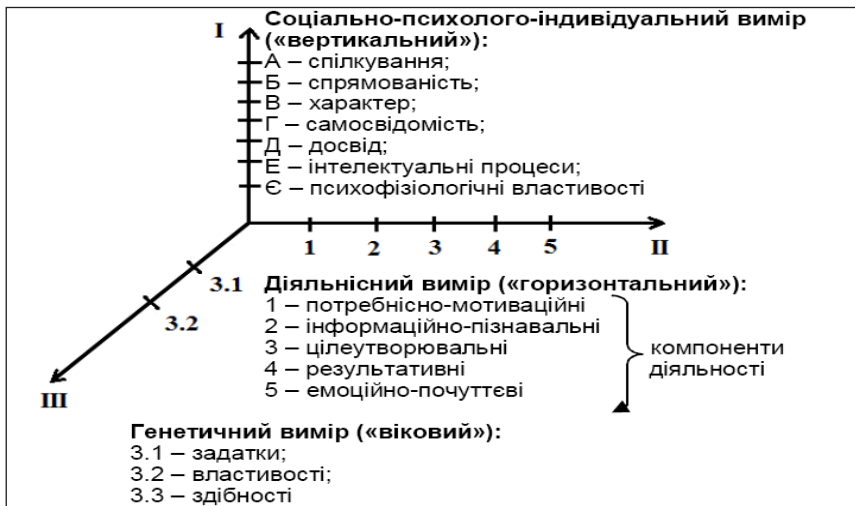 I
Соціально-психолого-індивідуальний вимір
(«вертикальний»):
А – спілкування;
Б – спрямованість;
В – характер;
Г – самосвідомість;
Д – досвід;
Е – інтелектуальні процеси;
Є – психофізіологічні властивості
1 2 3 4 5 II
3.1
3.2
III
Діяльнісний вимір («горизонтальний»):
1 – потребнісно-мотиваційні
2 – інформаційно-пізнавальні
3 – цілеутворювальні
4 – результативні
5 – емоційно-почуттєві
компоненти
діяльності
Генетичний вимір («віковий»):
3.1 – задатки;
3.2 – властивості;
3.3 – здібності